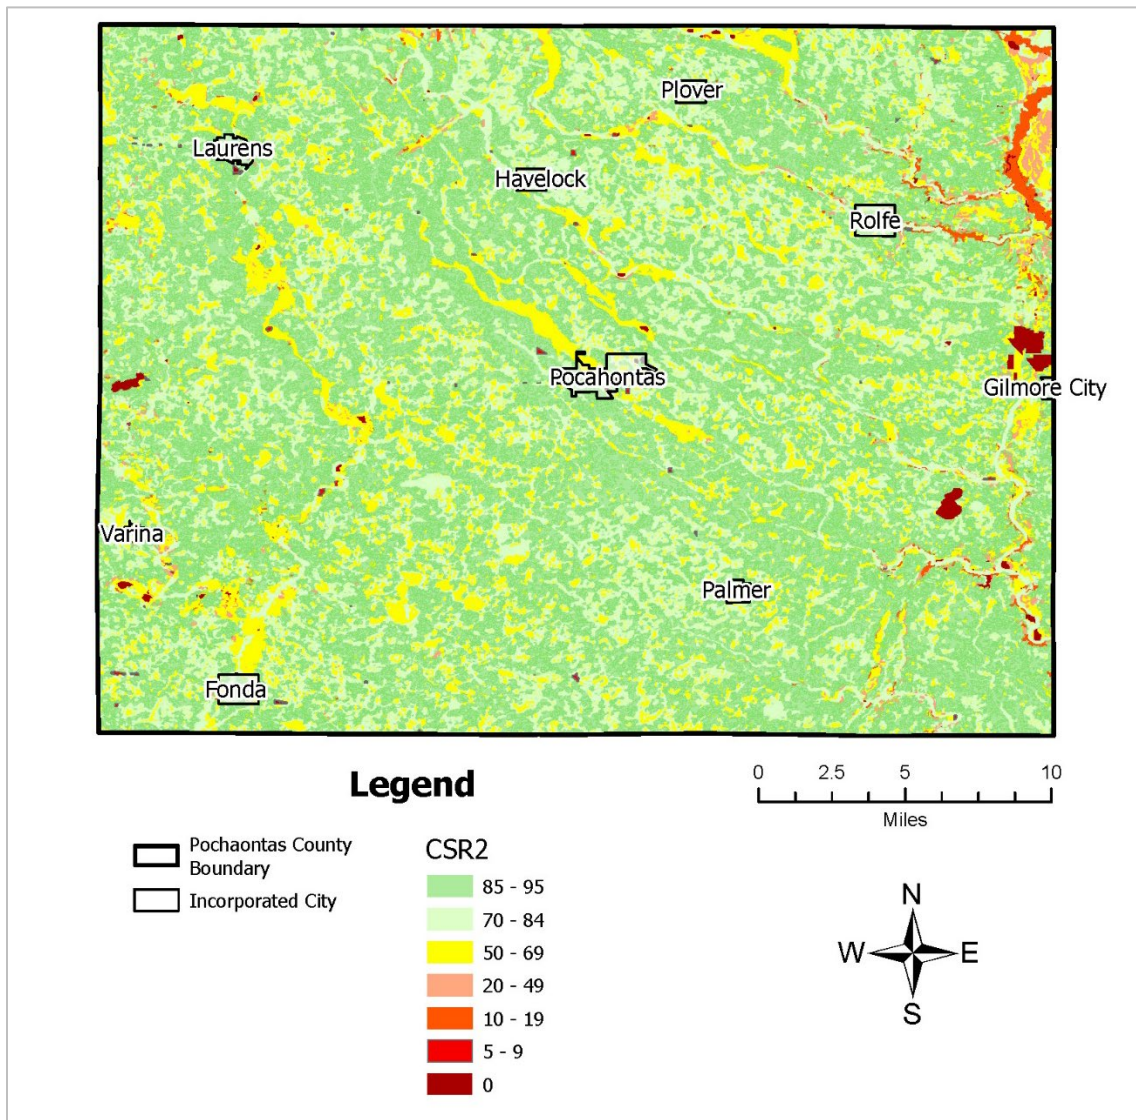 Plover
Laurens
Havelock
Rolfe
Pocahontas
Gilmore City
Varina
Palmer
Fonda
Legend
Pochaontas County
Boundary
Incorporated City
CSR2
85 - 95
70 - 84
50 - 69
20 - 49
10 - 19
5 - 9
0
0 2.5 5 10
Miles
N
W E
S